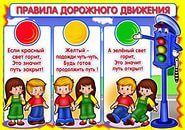 ПРАВИЛА ДОРОЖНОГО ДВИЖЕНИЯ
Если красный
свет горит,
Это значит
путь закрыт!
Желтый -
подожди чуть-чуть,
Будь готов
продолжить путь!
А зелёный свет
горит,
Это значит
путь открыт!